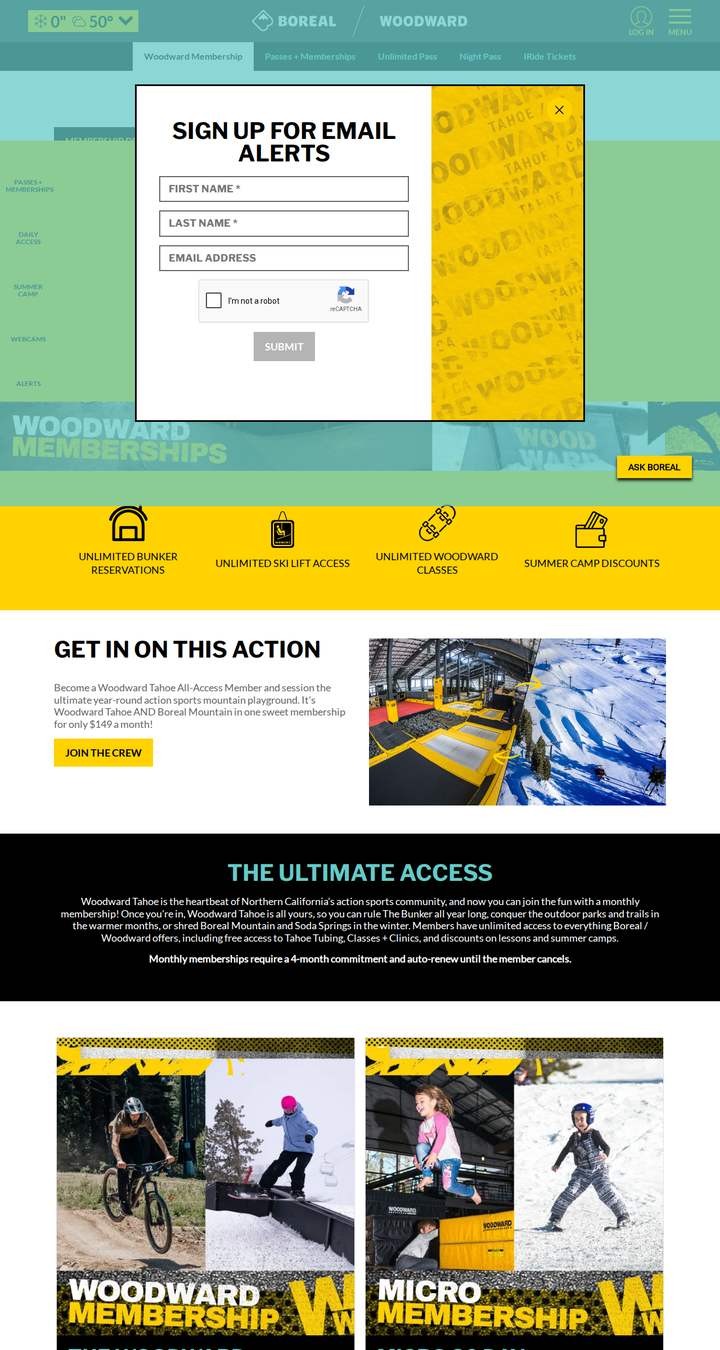 0" 50°
BOREAL
WOODWARD
LOG IN
MENU
Woodward Membership
Passes + Memberships
Unlimited Pass
Night Pass
IRide Tickets
SIGN UP FOR EMAIL
ALERTS
FIRST NAME *
LAST NAME *
EMAIL ADDRESS
I'm not a robot
reCAPTCHA
SUBMIT
WOODWARD
TAHOE / CA
PASSES +
MEMBERSHIPS
DAILY
ACCESS
SUMMER
CAMP
WEBCAMS
ALERTS
WOODWARD
MEMBERSHIPS
ASK BOREAL
UNLIMITED BUNKER
RESERVATIONS
UNLIMITED SKI LIFT ACCESS
UNLIMITED WOODWARD
CLASSES
SUMMER CAMP DISCOUNTS
GET IN ON THIS ACTION
Become a Woodward Tahoe All-Access Member and session the
ultimate year-round action sports mountain playground. It's
Woodward Tahoe AND Boreal Mountain in one sweet membership
for only $149 a month!
JOIN THE CREW
THE ULTIMATE ACCESS
Woodward Tahoe is the heartbeat of Northern California's action sports community, and now you can join the fun with a monthly
membership! Once you're in, Woodward Tahoe is all yours, so you can rule The Bunker all year long, conquer the outdoor parks and trails in
the warmer months, or shred Boreal Mountain and Soda Springs in the winter. Members have unlimited access to everything Boreal /
Woodward offers, including free access to Tahoe Tubing, Classes + Clinics, and discounts on lessons and summer camps.
Monthly memberships require a 4-month commitment and auto-renew until the member cancels.
22
WOODWARD
WOODWARD
WOODWARD
MEMBERSHIP
MICRO
MEMBERSHIP